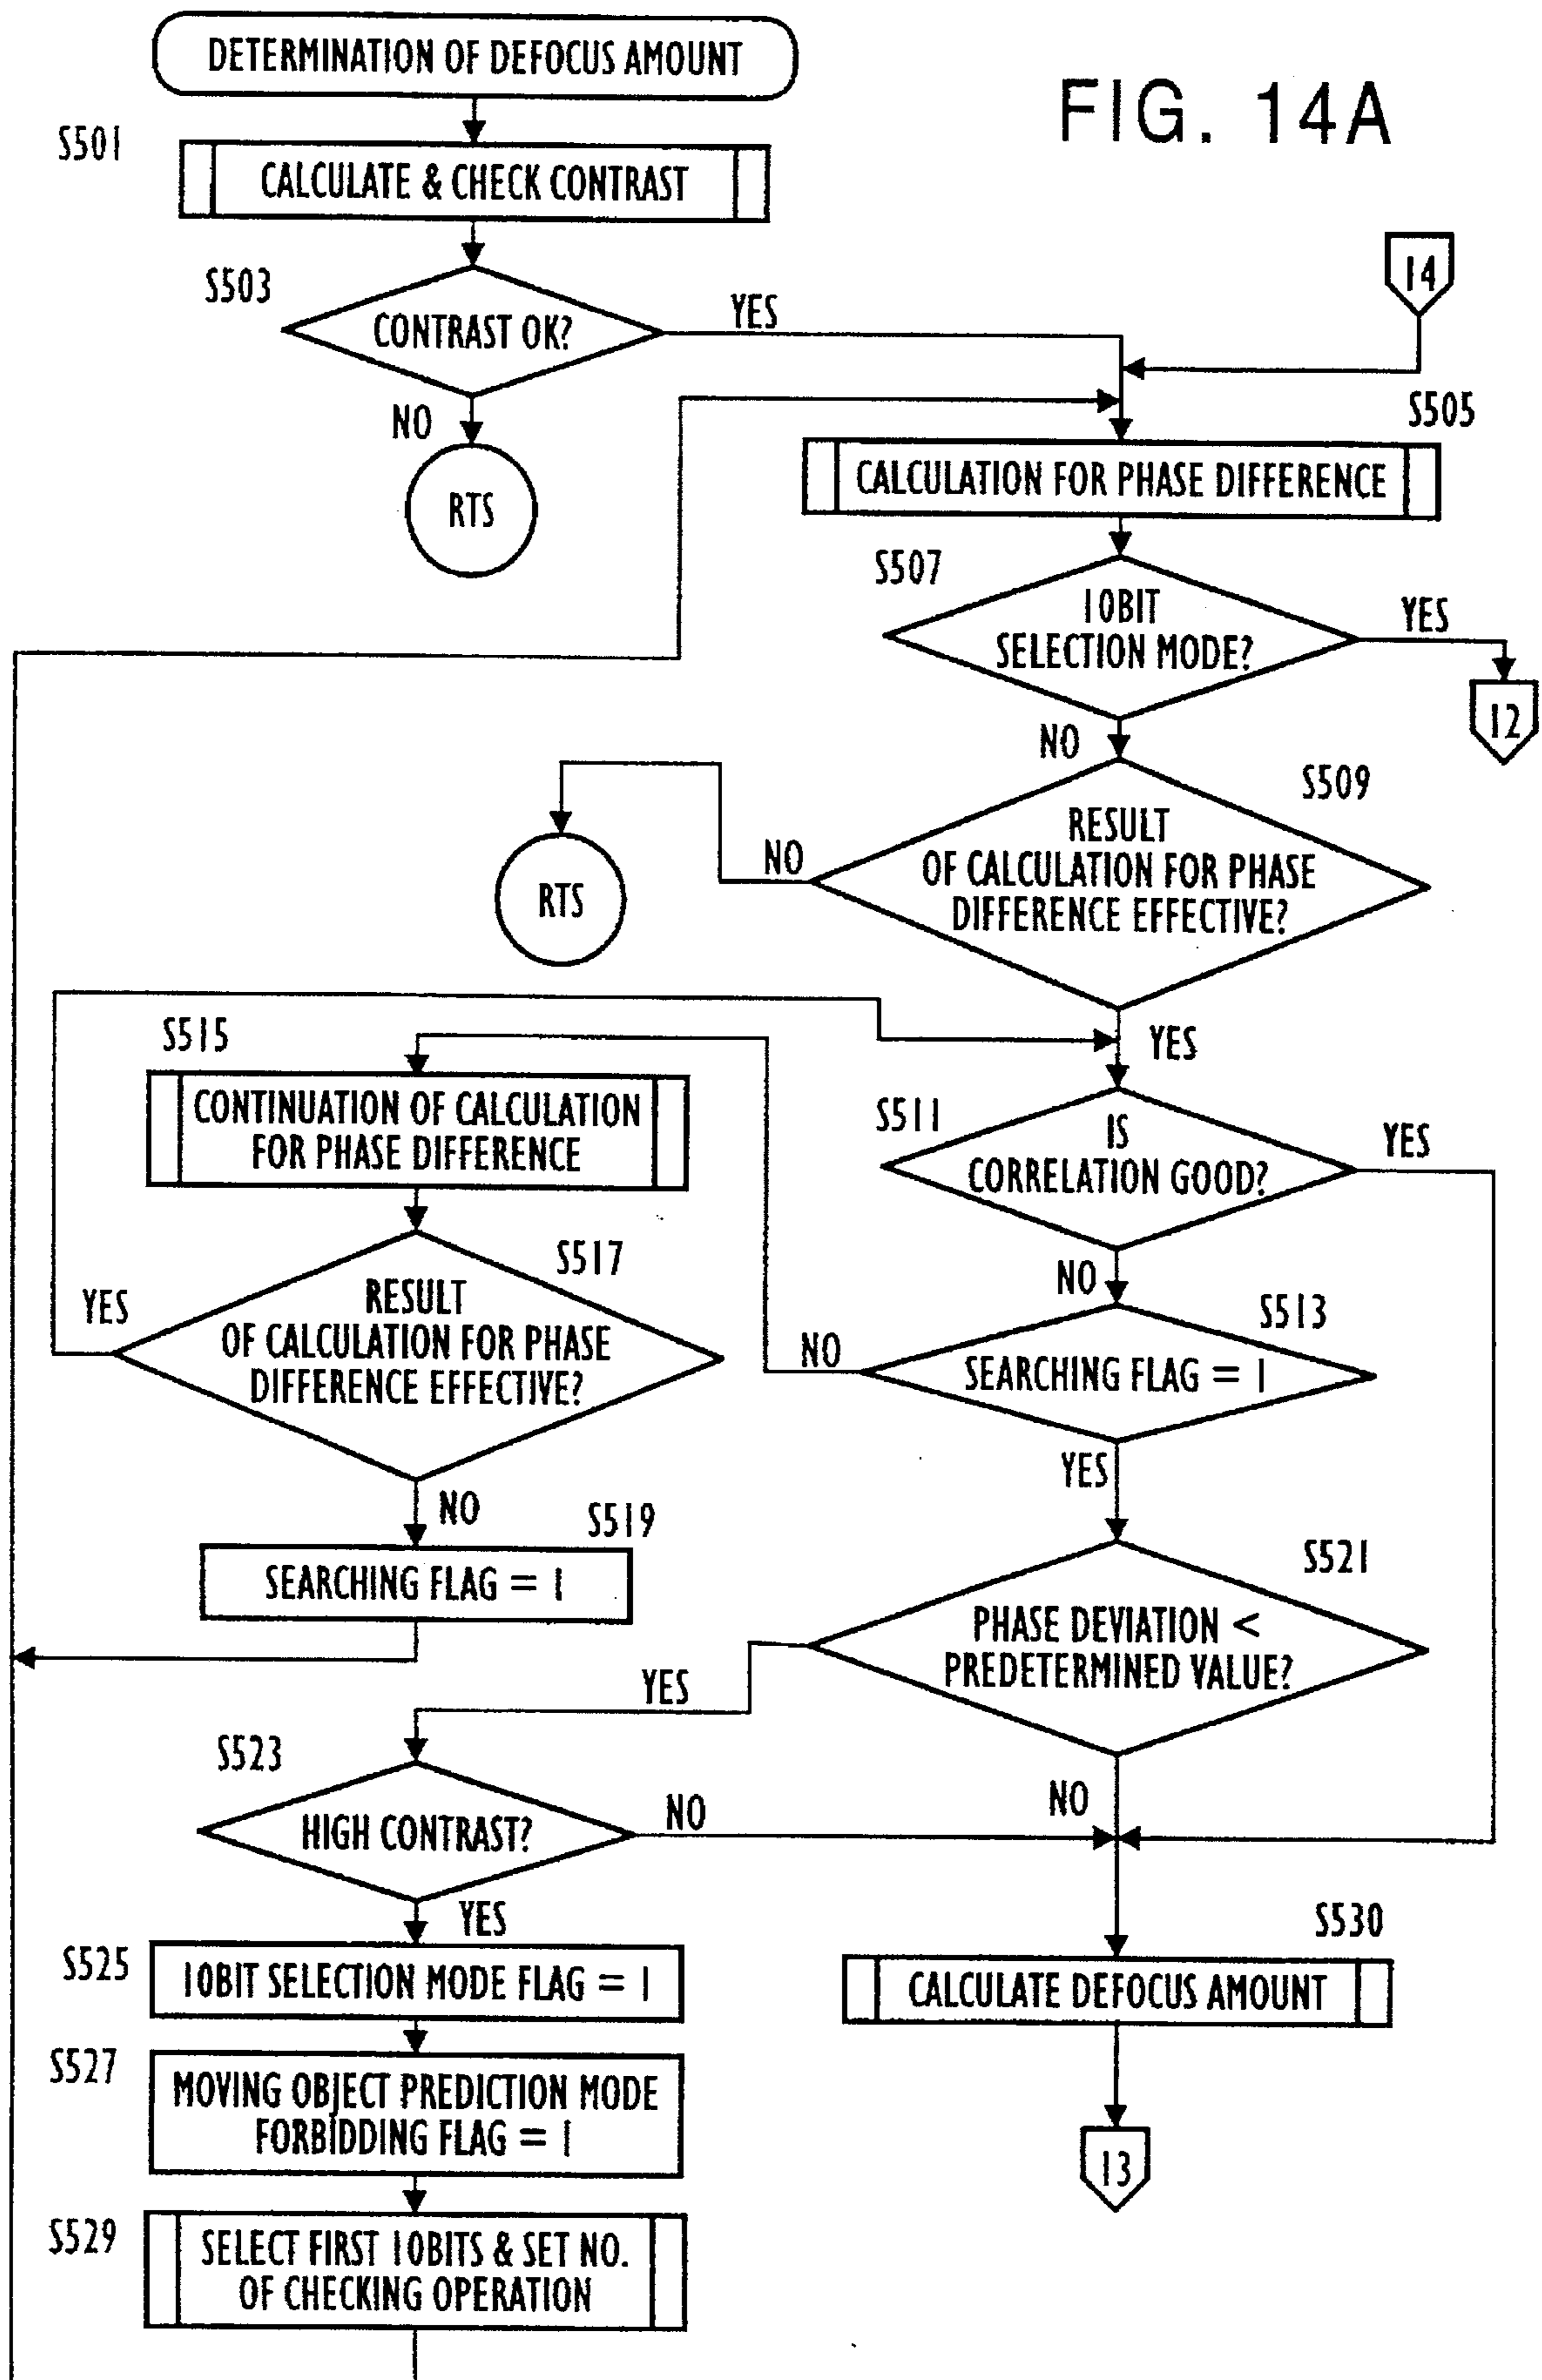 DETERMINATION OF DEFOCUS AMOUNT
FIG. 14A
S501
CALCULATE & CHECK CONTRAST
S503
CONTRAST OK?
YES
14
NO
RTS
S505
CALCULATION FOR PHASE DIFFERENCE
S507
10BIT
SELECTION MODE?
YES
12
NO
S509
RESULT
OF CALCULATION FOR PHASE
DIFFERENCE EFFECTIVE?
NO
RTS
YES
S515
CONTINUATION OF CALCULATION
FOR PHASE DIFFERENCE
S511
IS
CORRELATION GOOD?
YES
NO
S517
RESULT
OF CALCULATION FOR PHASE
DIFFERENCE EFFECTIVE?
YES
S513
SEARCHING FLAG = 1
NO
YES
NO
S519
SEARCHING FLAG = 1
S521
PHASE DEVIATION <
PREDETERMINED VALUE?
YES
NO
S523
HIGH CONTRAST?
NO
YES
S525
10BIT SELECTION MODE FLAG = 1
S530
CALCULATE DEFOCUS AMOUNT
S527
MOVING OBJECT PREDICTION MODE
FORBIDDING FLAG = 1
13
S529
SELECT FIRST 10BITS & SET NO.
OF CHECKING OPERATION